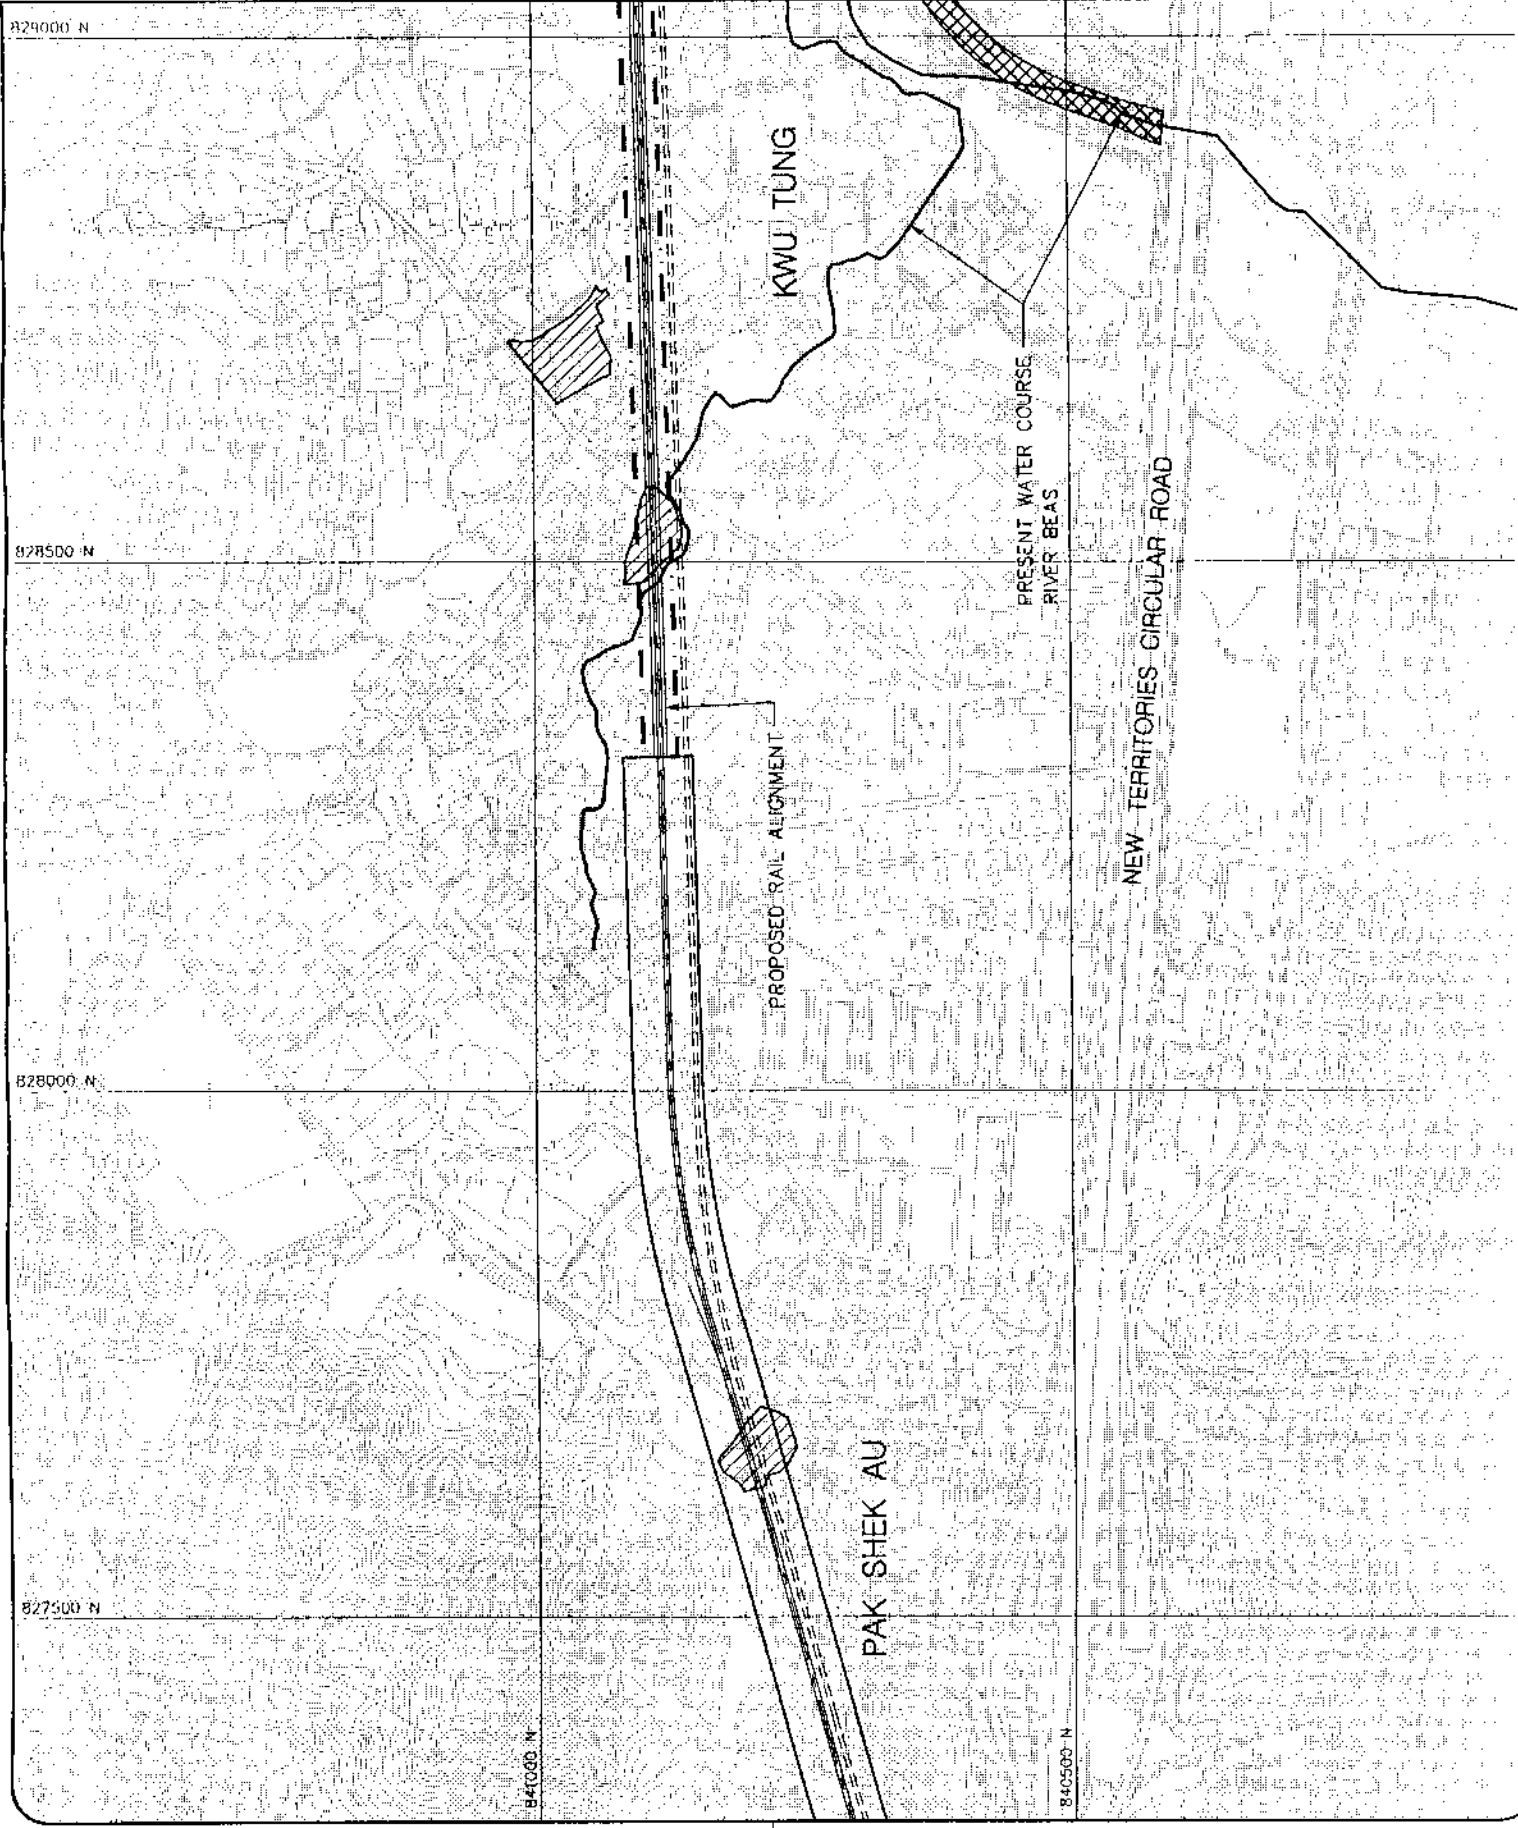 829000 N
KWU TUNG
PRESENT WATER COURSE
RIVER BEAS
828500 N
NEW TERRITORIES CIRCULAR ROAD
PROPOSED RAIL ALIGNMENT
828000 N
PAK SHEK AU
827500 N
841000 N
840500 N